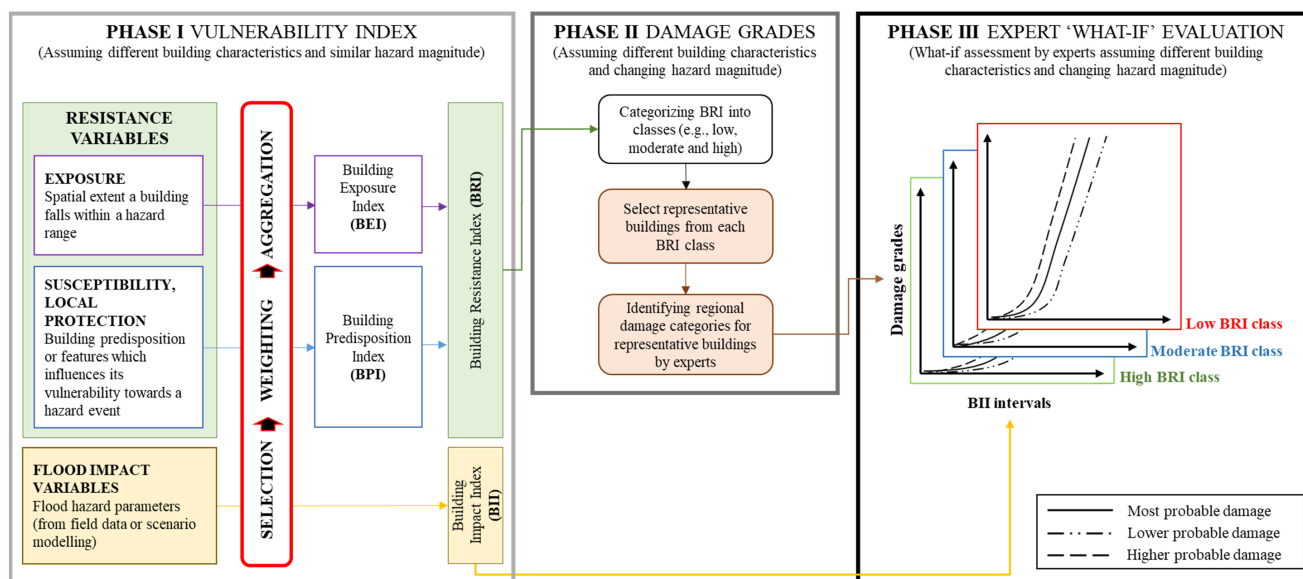 PHASE I VULNERABILITY INDEX
(Assuming different building characteristics and similar hazard magnitude)
RESISTANCE
VARIABLES
EXPOSURE
Spatial extent a building
falls within a hazard
range
SUSCEPTIBILITY,
LOCAL
PROTECTION
Building predisposition
or features which
influences its
vulnerability towards a
hazard event
FLOOD IMPACT
VARIABLES
Flood hazard parameters
(from field data or scenario
modelling)
SELECTION
WEIGHTING
AGGREGATION
Building
Exposure
Index
(BEI)
Building
Predisposition
Index
(BPI)
Building Resistance Index (BRI)
Building
Impact Index
(BII)
PHASE II DAMAGE GRADES
(Assuming different building characteristics
and changing hazard magnitude)
Categorizing BRI into
classes (e.g., low,
moderate and high)
Select representative
buildings from each
BRI class
Identifying regional
damage categories for
representative buildings
by experts
PHASE III EXPERT ‘WHAT-IF’ EVALUATION
(What-if assessment by experts assuming different building
characteristics and changing hazard magnitude)
Damage grades
Low BRI class
Moderate BRI class
High BRI class
BII intervals
Most probable damage
Lower probable damage
Higher probable damage